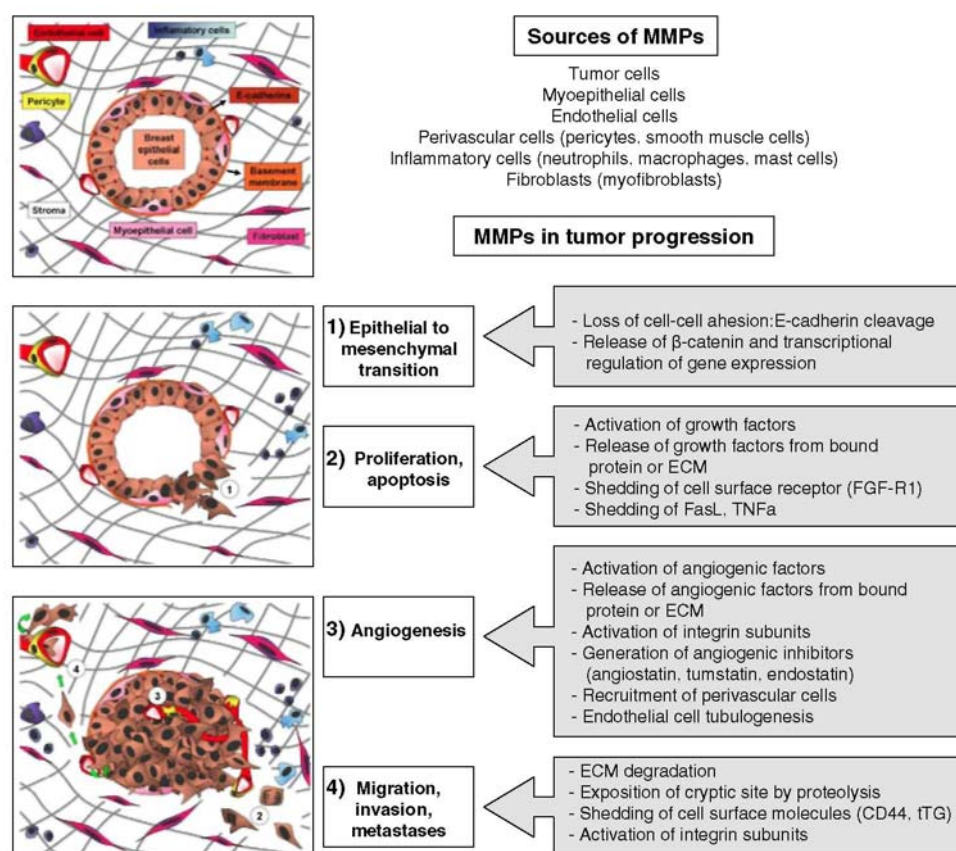 Endothelial cell
Inflamatory cells
Pericyte
E-cadherins
Breast
epithelial
cells
Basement
membrane
Stroma
Myoepithelial cell
Fibroblast
Sources of MMPs
Tumor cells
Myoepithelial cells
Endothelial cells
Perivascular cells (pericytes, smooth muscle cells)
Inflammatory cells (neutrophils, macrophages, mast cells)
Fibroblasts (myofibroblasts)
MMPs in tumor progression
1
1) Epithelial to
mesenchymal
transition
- Loss of cell-cell ahesion:E-cadherin cleavage
- Release of β-catenin and transcriptional
regulation of gene expression
2) Proliferation,
apoptosis
- Activation of growth factors
- Release of growth factors from bound
protein or ECM
- Shedding of cell surface receptor (FGF-R1)
- Shedding of FasL, TNFa
4
3
2
3) Angiogenesis
- Activation of angiogenic factors
- Release of angiogenic factors from bound
protein or ECM
- Activation of integrin subunits
- Generation of angiogenic inhibitors
(angiostatin, tumstatin, endostatin)
- Recruitment of perivascular cells
- Endothelial cell tubulogenesis
4) Migration,
invasion,
metastases
- ECM degradation
- Exposition of cryptic site by proteolysis
- Shedding of cell surface molecules (CD44, tTG)
- Activation of integrin subunits